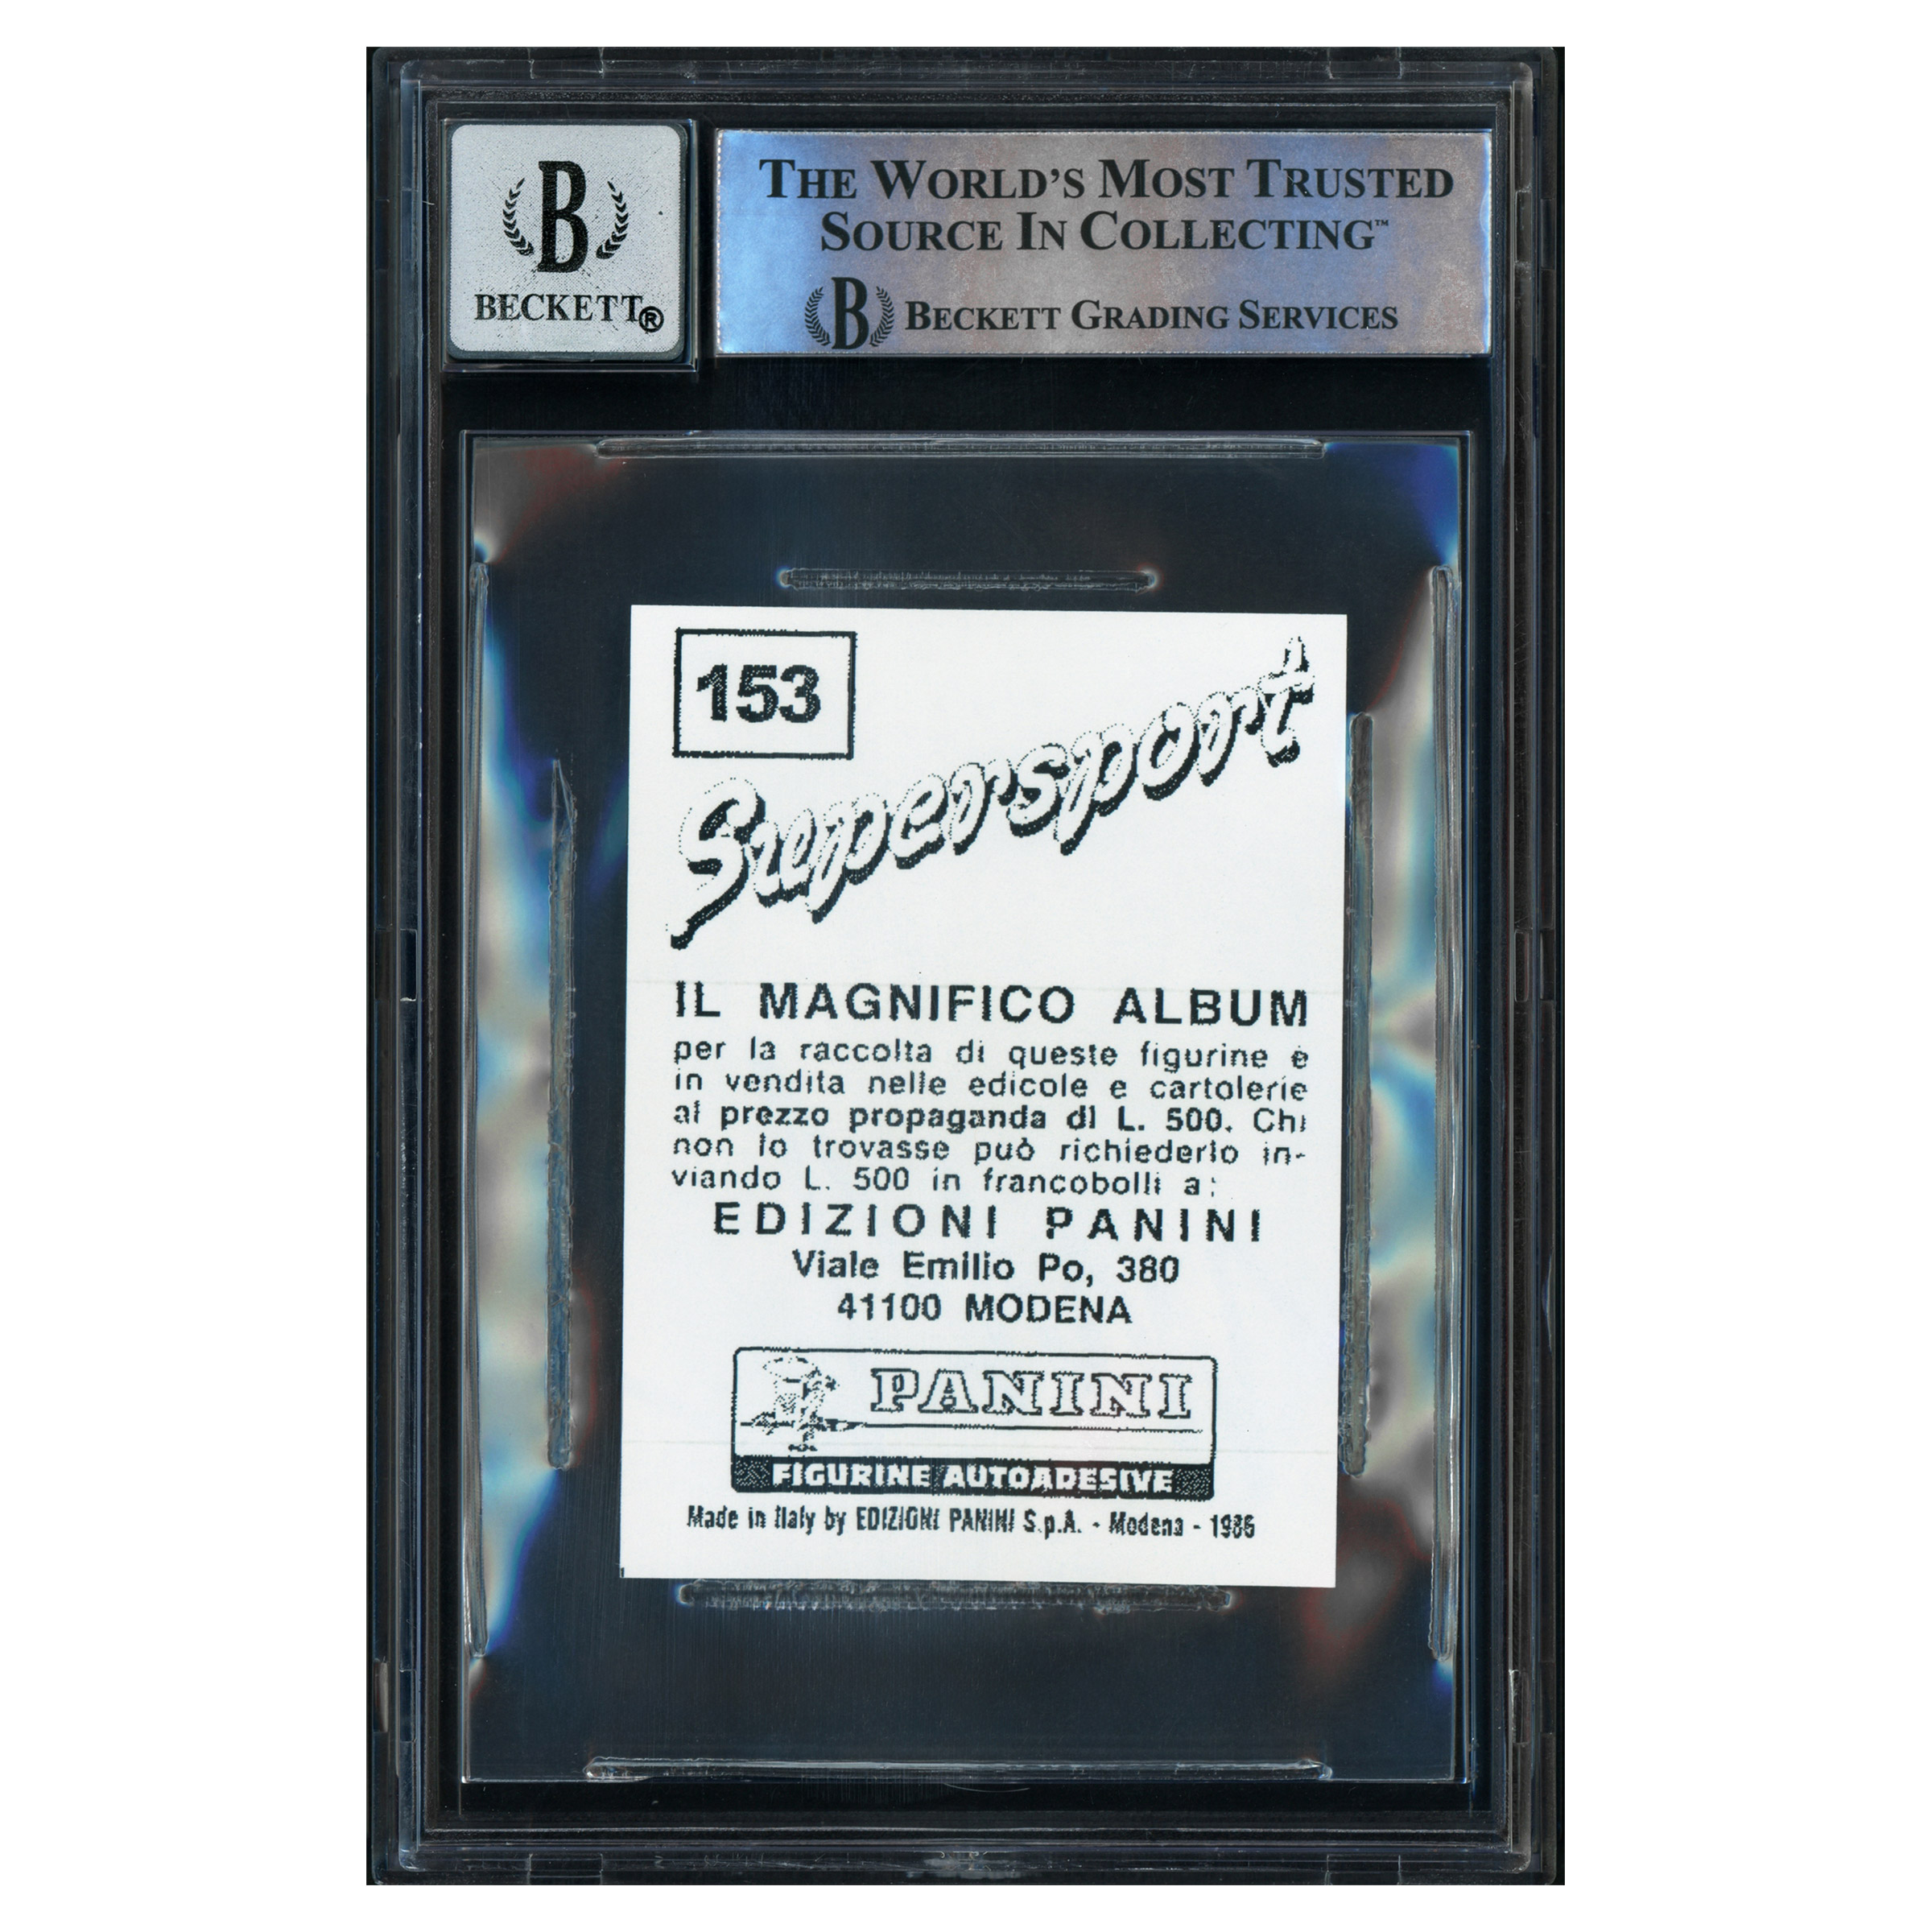 B
BECKETT®
THE WORLD'S MOST TRUSTED
SOURCE IN COLLECTING™
B BECKETT GRADING SERVICES
153
Supersport
IL MAGNIFICO ALBUM
per la raccolta di queste figurine è
in vendita nelle edicole e cartolerie
al prezzo propaganda di L. 500. Chi
non lo trovasse può richiederlo in-
viando L. 500 in francobolli a:
EDIZIONI PANINI
Viale Emilio Po, 380
41100 MODENA
PANINI
FIGURINE AUTOADESIVE
Made in Italy by EDIZIONI PANINI S.p.A. - Modena - 1986